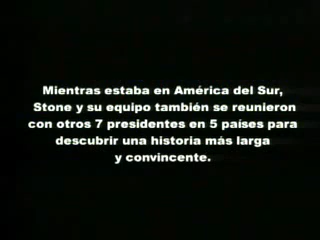 Mientras estaba en América del Sur,
Stone y su equipo también se reunieron
con otros 7 presidentes en 5 países para
descubrir una historia más larga
y convincente.